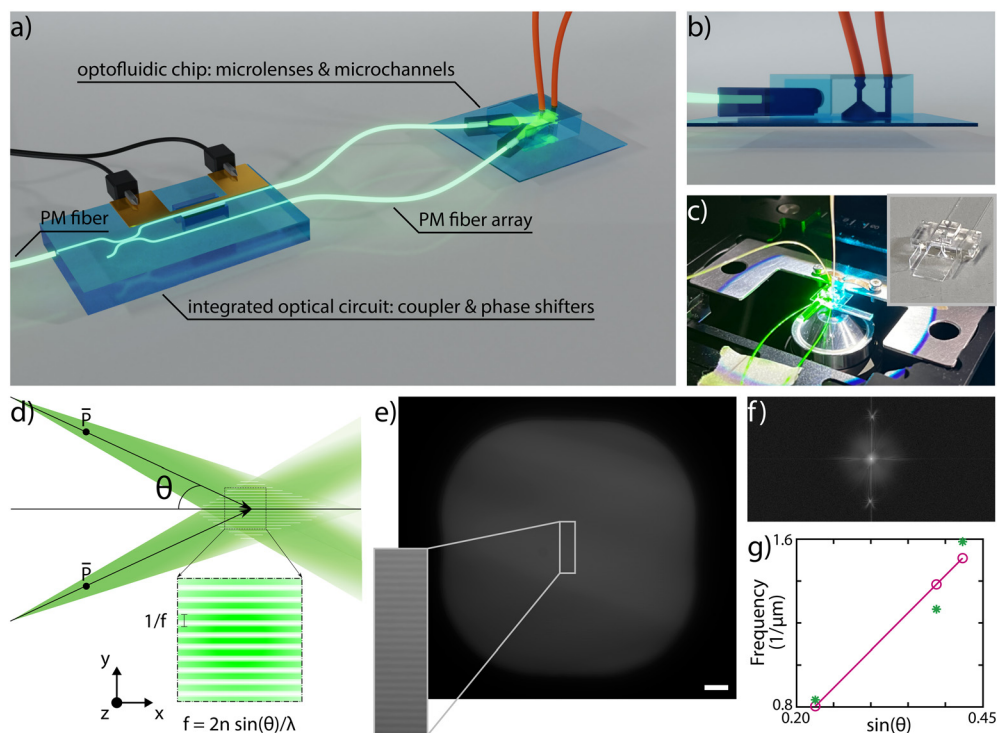 a)
optofluidic chip: microlenses & microchannels
PM fiber
PM fiber array
integrated optical circuit: coupler & phase shifters
b)
c)
d)
P̅
θ
P̅
1/f
y
z
x
f = 2n sin(θ)/λ
e)
f)
g)
1.6
Frequency
(1/μm)
0.8
0.20
sin(θ)
0.45